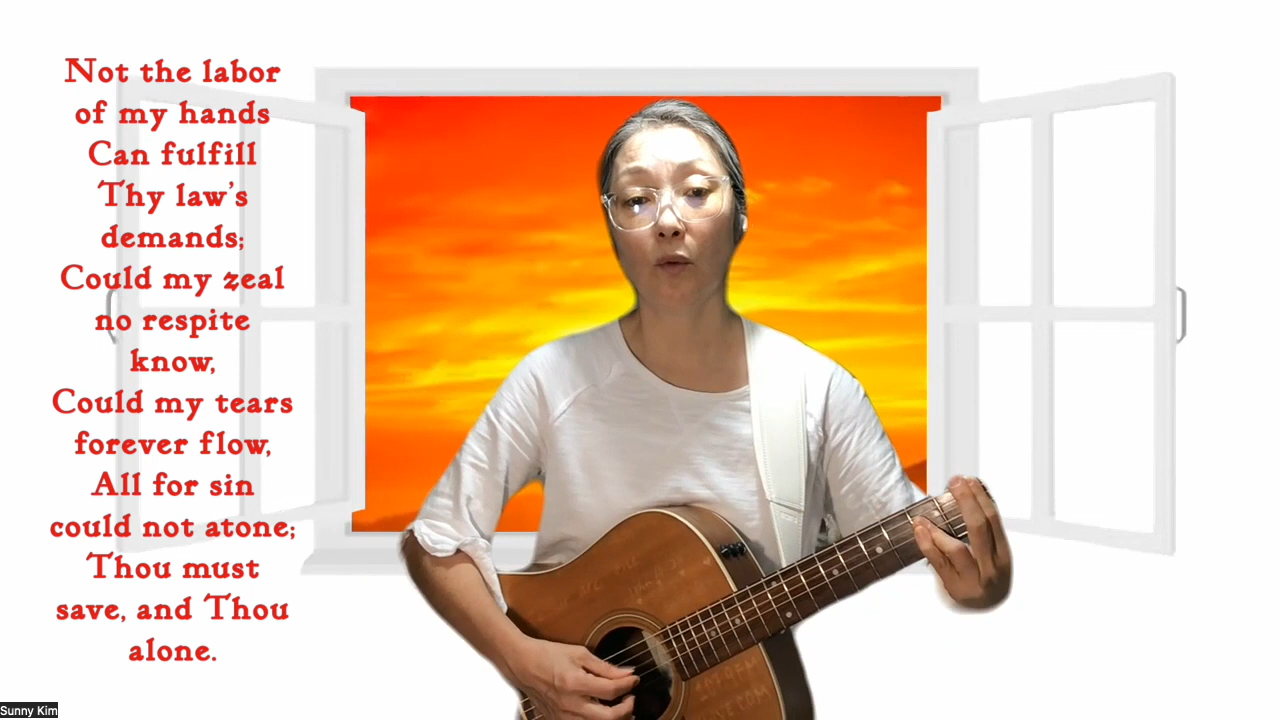 Not the labor
of my hands
Can fulfill
Thy law's
demands;
Could my zeal
no respite
know,
Could my tears
forever flow,
All for sin
could not atone;
Thou must
save, and Thou
alone.
Sunny Kim